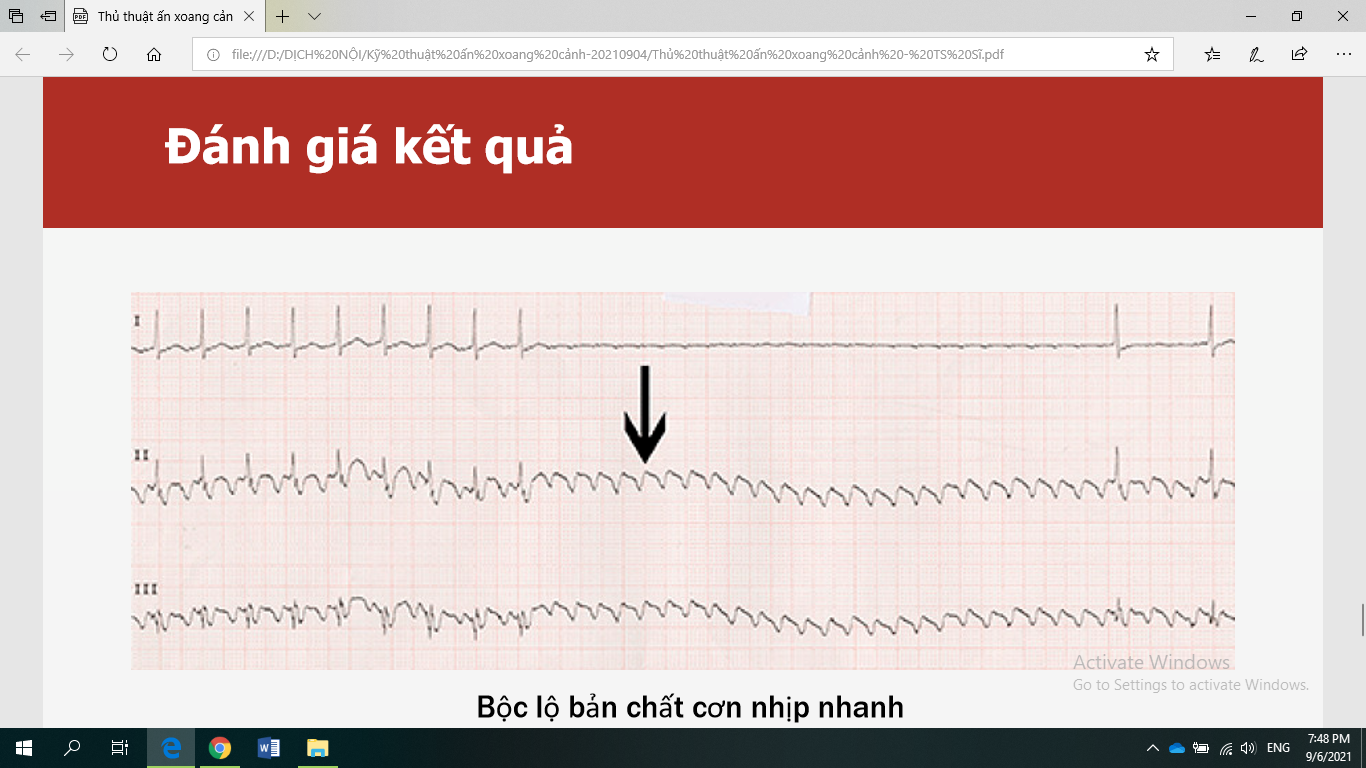 Thủ thuật ấn xoang cản
file:///D:/DỊCH%20NỘI/Kỹ%20thuật%20ấn%20xoang%20cảnh-20210904/Thủ%20thuật%20ấn%20xoang%20cảnh%20-%20TS%20Sĩ.pdf
Đánh giá kết quả
I
II
III
Bộc lộ bản chất cơn nhịp nhanh
Activate Windows
Go to Settings to activate Windows.
ENG
7:48 PM
9/6/2021